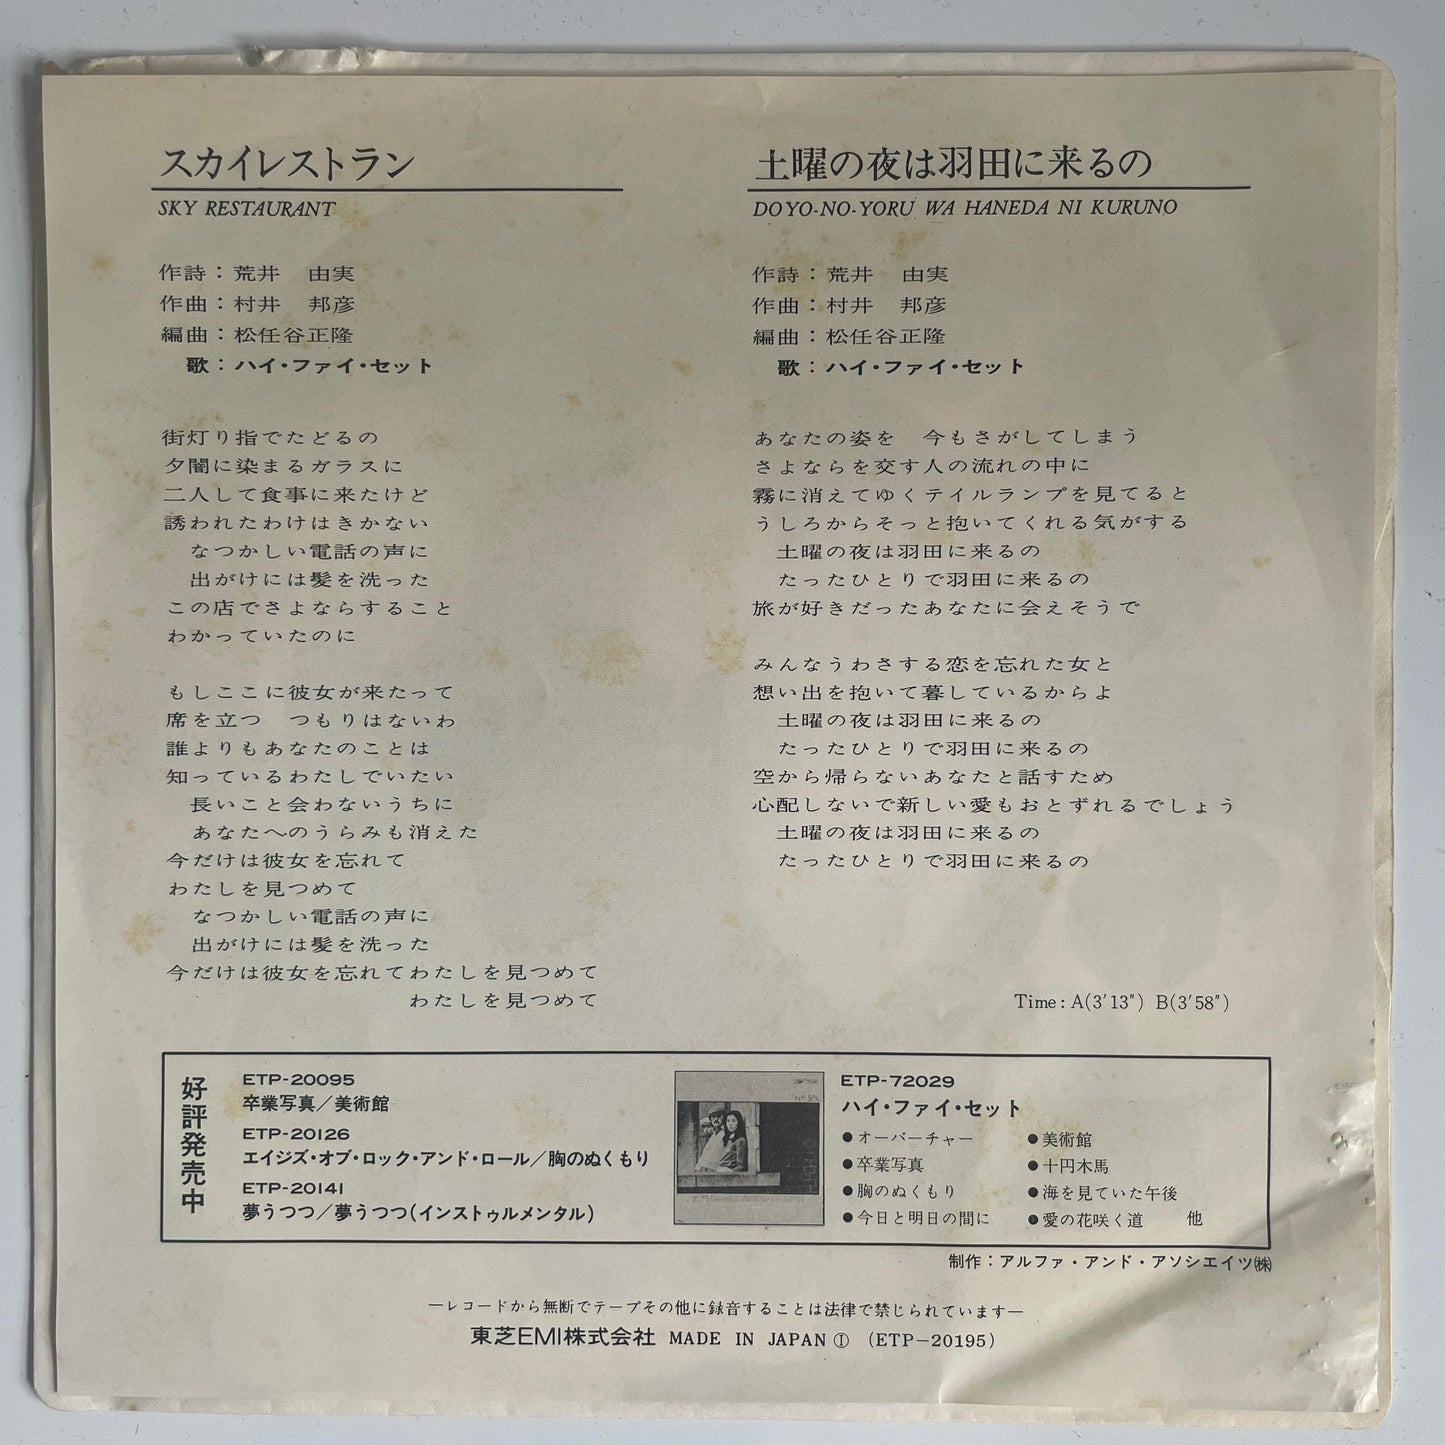 スカイレストラン
SKY RESTAURANT
作詩：荒井　由実
作曲：村井　邦彦
編曲：松任谷正隆
歌：ハイ・ファイ・セット
街灯り指でたどるの
夕闇に染まるガラスに
二人して食事に来たけど
誘われたわけはきかない
なつかしい電話の声に
出がけには髪を洗った
この店でさよならすること
わかっていたのに
もしここに彼女が来たって
席を立つ　つもりはないわ
誰よりもあなたのことは
知っているわたしでいたい
長いこと会わないうちに
あなたへのうらみも消えた
今だけは彼女を忘れて
わたしを見つめて
なつかしい電話の声に
出がけには髪を洗った
今だけは彼女を忘れてわたしを見つめて
わたしを見つめて
土曜の夜は羽田に来るの
DOYO-NO-YORU WA HANEDA NI KURUNO
作詩：荒井　由実
作曲：村井　邦彦
編曲：松任谷正隆
歌：ハイ・ファイ・セット
あなたの姿を　今もさがしてしまう
さよならを交す人の流れの中に
霧に消えてゆくテイルランプを見てると
うしろからそっと抱いてくれる気がする
土曜の夜は羽田に来るの
たったひとりで羽田に来るの
旅が好きだったあなたに会えそうで
みんなうわさする恋を忘れた女と
想い出を抱いて暮しているからよ
土曜の夜は羽田に来るの
たったひとりで羽田に来るの
空から帰らないあなたと話すため
心配しないで新しい愛もおとずれるでしょう
土曜の夜は羽田に来るの
たったひとりで羽田に来るの
Time : A(3′13″) B(3′58″)
好評発売中
ETP-20095
卒業写真／美術館
ETP-20126
エイジズ・オブ・ロック・アンド・ロール／胸のぬくもり
ETP-20141
夢うつつ／夢うつつ(インストゥルメンタル)
ETP-72029
ハイ・ファイ・セット
●オーバーチャー
●卒業写真
●胸のぬくもり
●今日と明日の間に
●美術館
●十円木馬
●海を見ていた午後
●愛の花咲く道　他
制作：アルファ・アンド・アソシエイツ㈱
―レコードから無断でテープその他に録音することは法律で禁じられています―
東芝EMI株式会社 MADE IN JAPAN Ⓘ (ETP-20195)